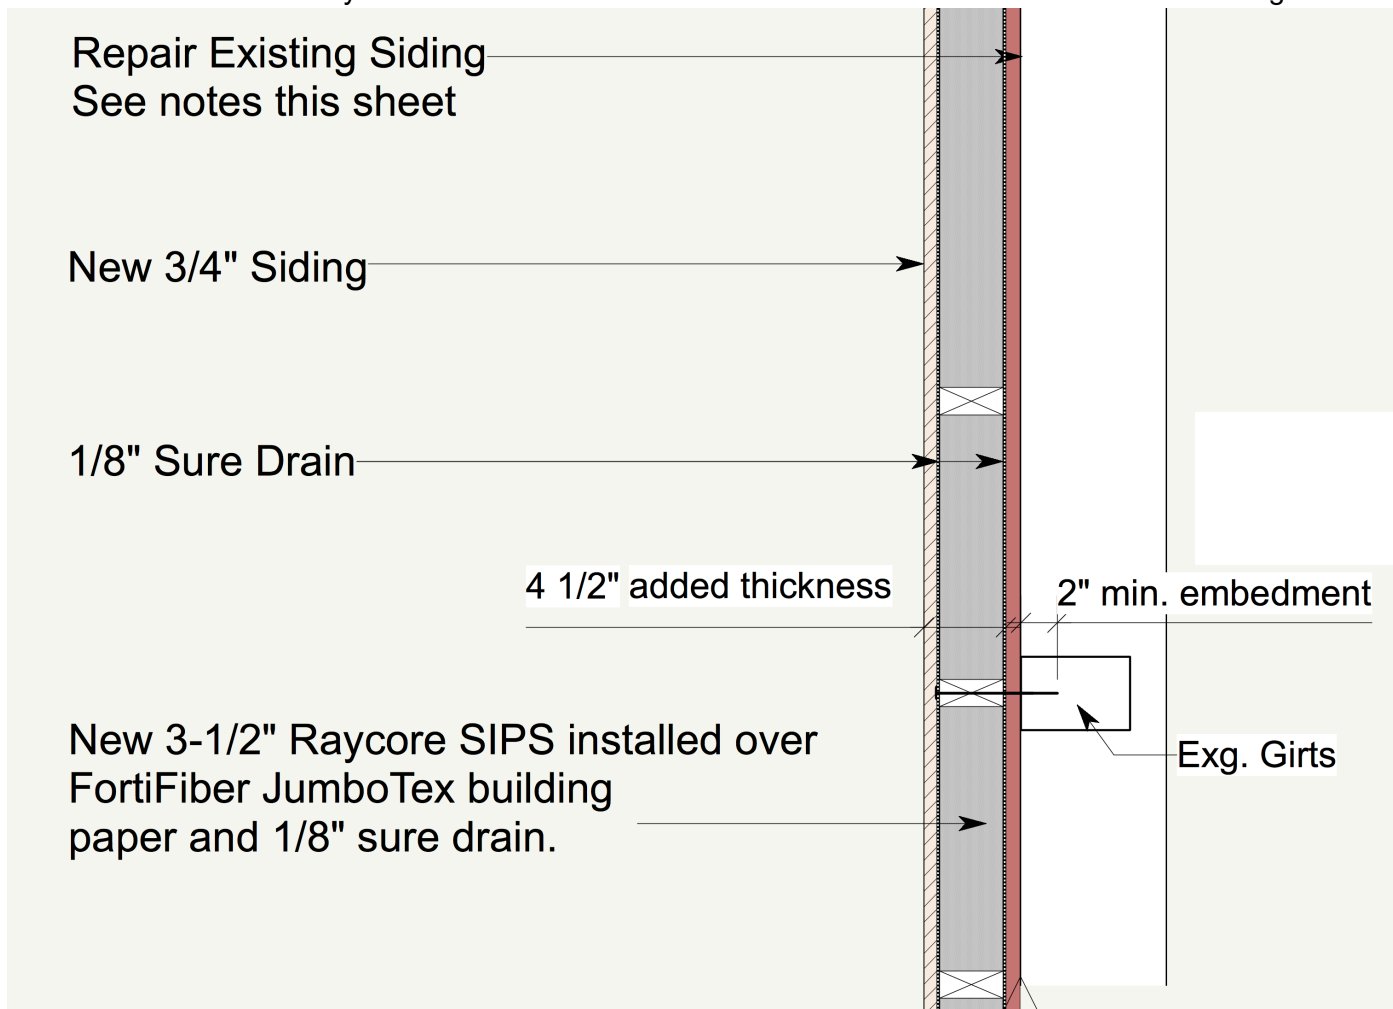 Repair Existing Siding
See notes this sheet
New 3/4" Siding
1/8" Sure Drain
4 1/2" added thickness
2" min. embedment
New 3-1/2" Raycore SIPS installed over
FortiFiber JumboTex building
paper and 1/8" sure drain.
Exg. Girts